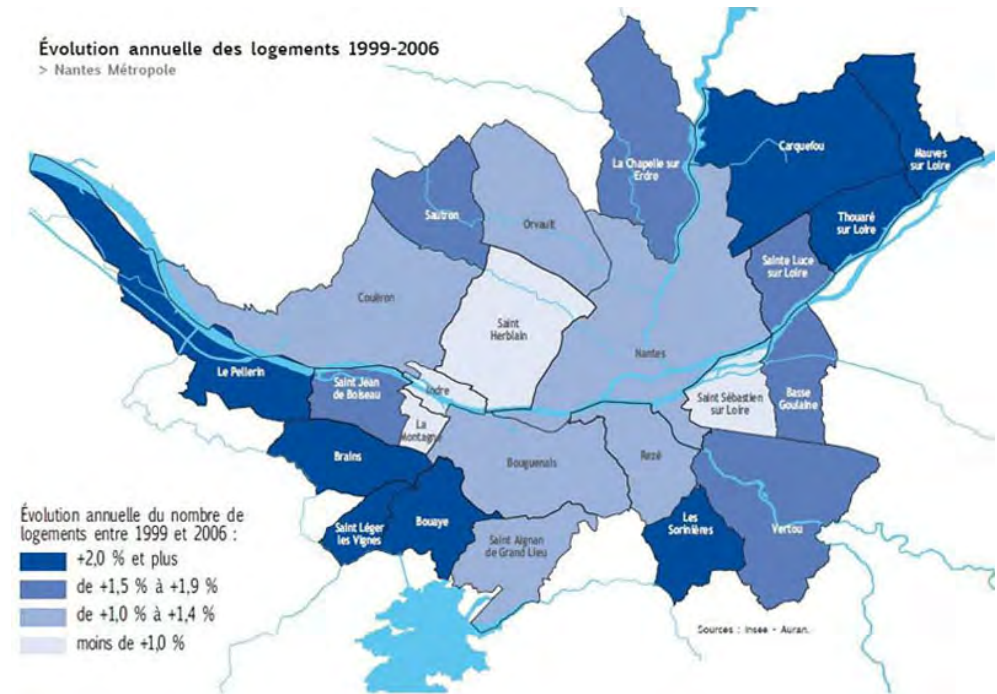 Évolution annuelle des logements 1999-2006
> Nantes Métropole
Carquefou
Mauves
sur Loire
La Chapelle sur
Erdre
Thouaré
sur Loire
Sautron
Orvault
Sainte Luce
sur Loire
Couëron
Saint
Herblain
Nantes
Le Pellerin
Saint Jean
de Boiseau
Indre
Saint Sébastien
sur Loire
Basse
Goulaine
La
Montagne
Brains
Bouguenais
Rezé
Saint Léger
les Vignes
Bouaye
Les
Sorinières
Vertou
Saint Aignan
de Grand Lieu
Évolution annuelle du nombre de
logements entre 1999 et 2006 :
+2,0 % et plus
de +1,5 % à +1,9 %
de +1,0 % à +1,4 %
moins de +1,0 %
Sources : Insee - Auran.